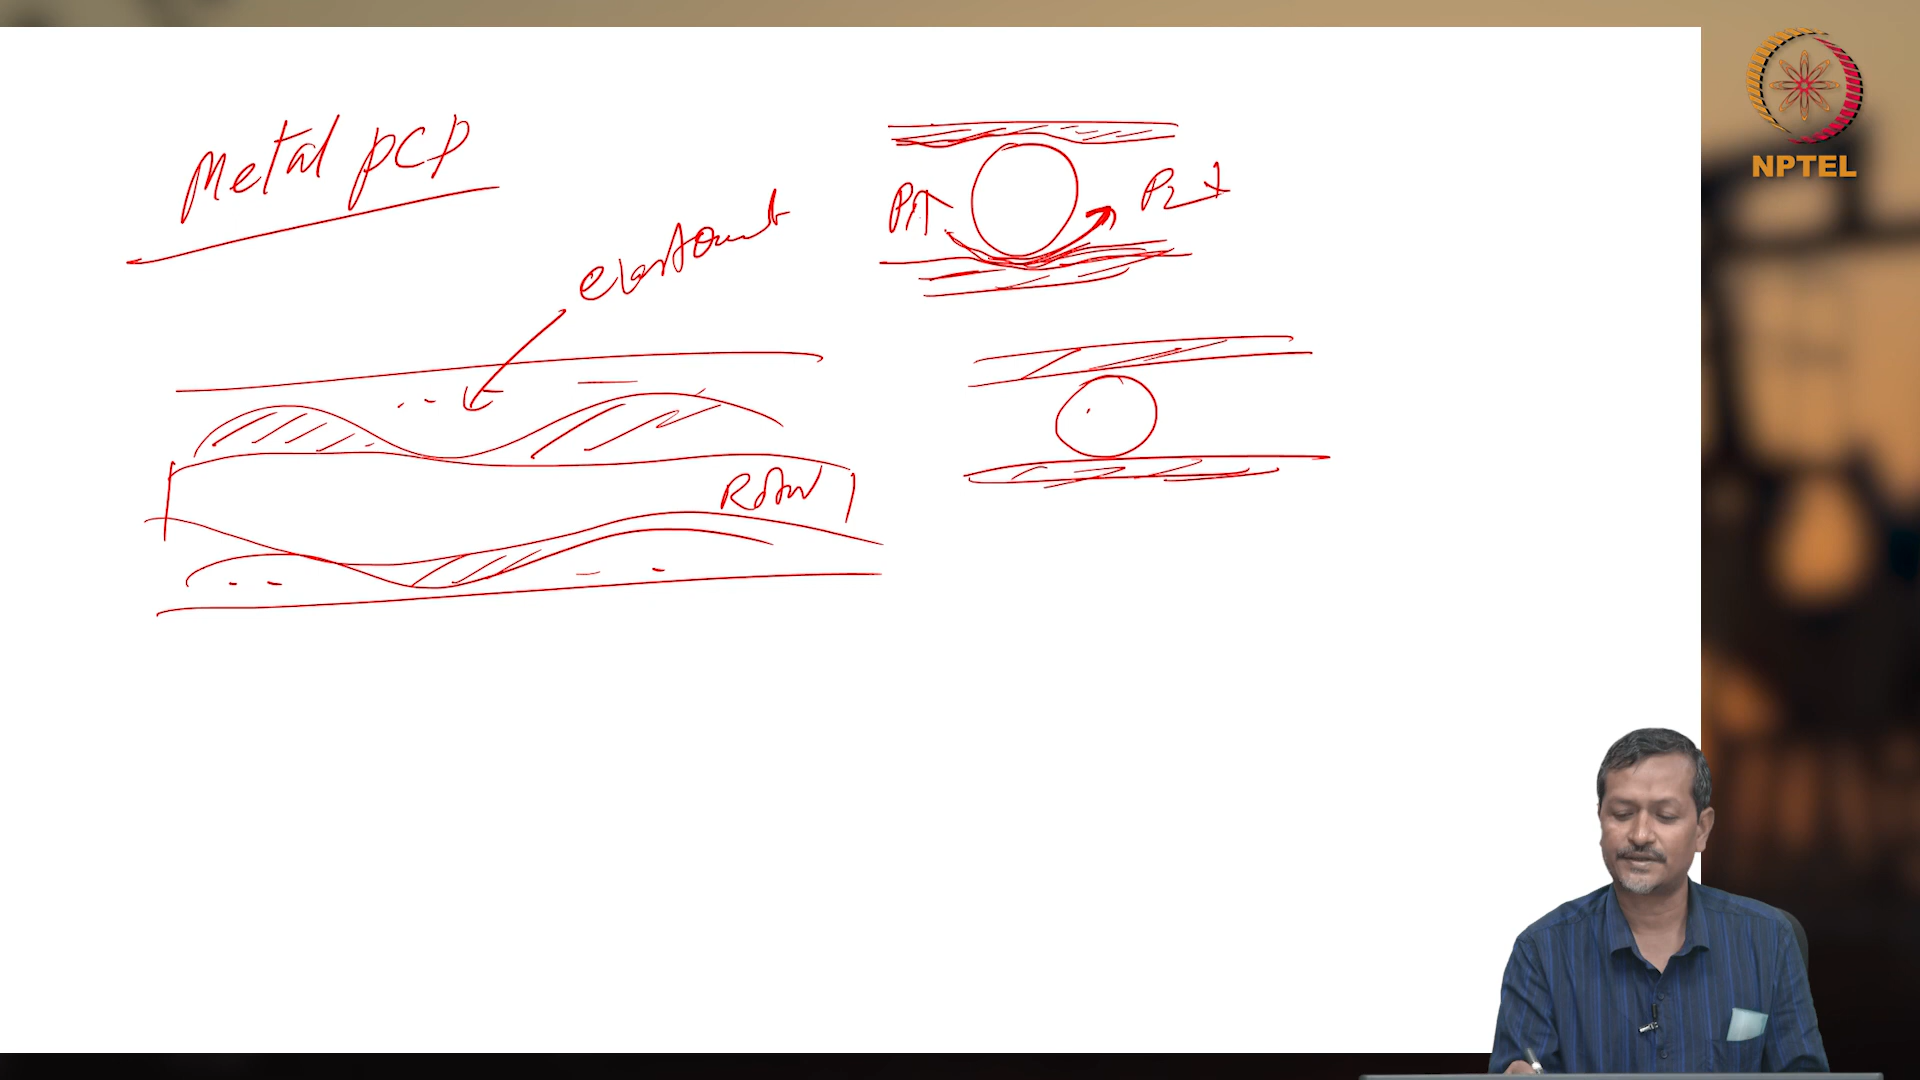 Metal PCP
elastomer
Rotor
P1↑
P2↓
NPTEL